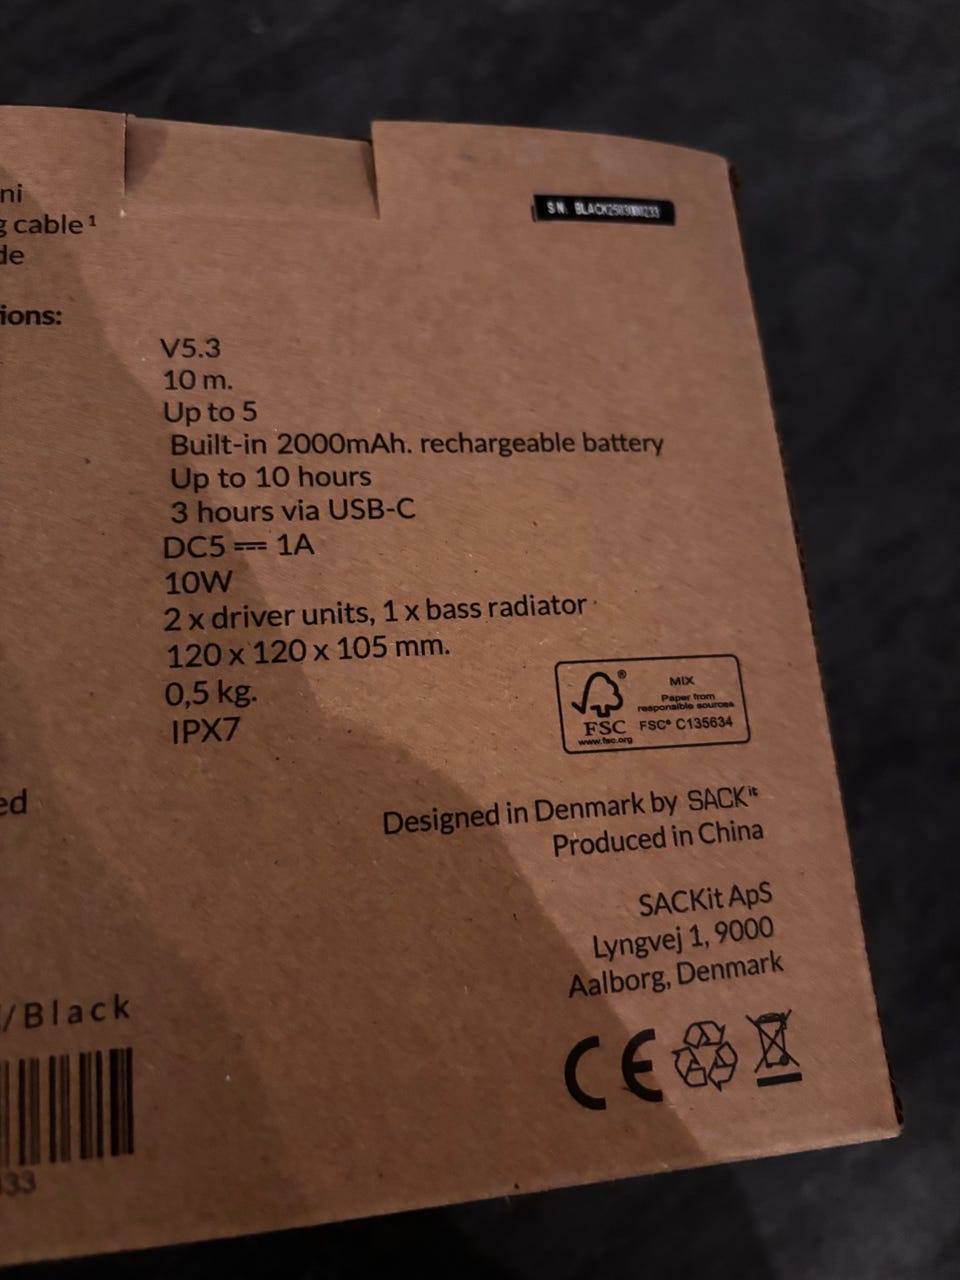 ni
g cable¹
de
ions:
S N. 
V5.3
10 m.
Up to 5
Built-in 2000mAh. rechargeable battery
Up to 10 hours
3 hours via USB-C
DC5 ⎓ 1A
10W
2 x driver units, 1 x bass radiator
120 x 120 x 105 mm.
0,5 kg.
IPX7
MIX
Paper from
responsible sources
FSC® C135634
FSC
www.fsc.org
ed
Designed in Denmark by SACKit
Produced in China
SACKit ApS
Lyngvej 1, 9000
Aalborg, Denmark
/Black
CE
33